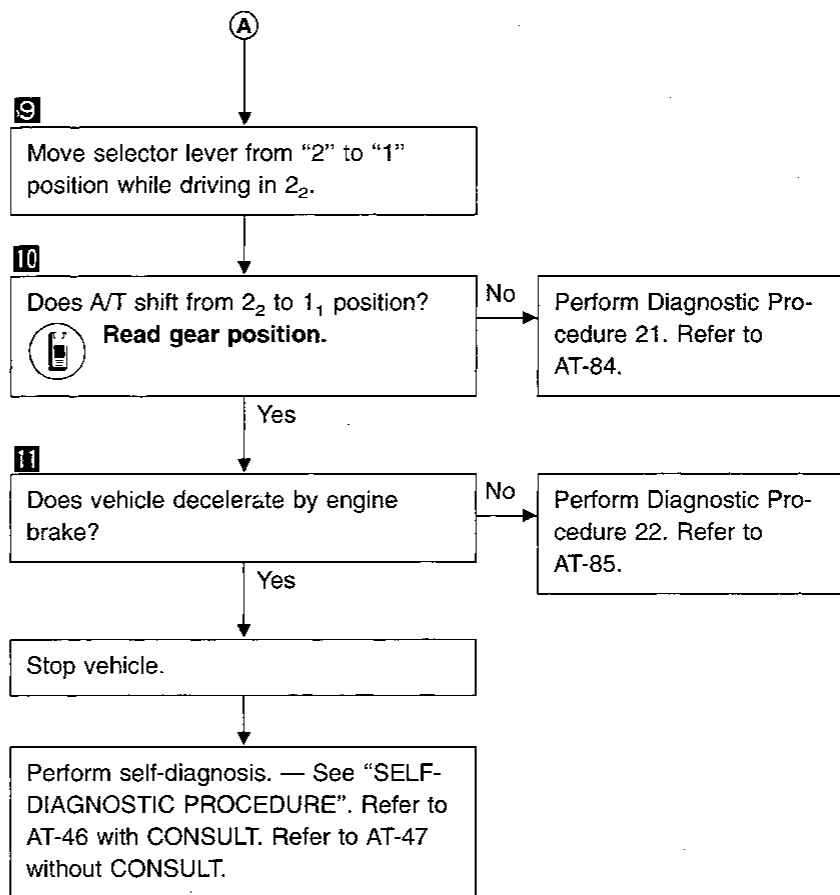 A
9
Move selector lever from “2” to “1”
position while driving in 2₂.
10
Does A/T shift from 2₂ to 1₁ position?
Read gear position.
No
Perform Diagnostic Pro-
cedure 21. Refer to
AT-84.
Yes
11
Does vehicle decelerate by engine
brake?
No
Perform Diagnostic Pro-
cedure 22. Refer to
AT-85.
Yes
Stop vehicle.
Perform self-diagnosis. — See “SELF-
DIAGNOSTIC PROCEDURE”. Refer to
AT-46 with CONSULT. Refer to AT-47
without CONSULT.